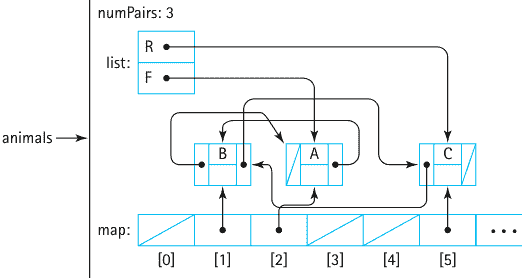 numPairs: 3
R
list:
F
animals
B A C
map:
[0] [1] [2] [3] [4] [5]